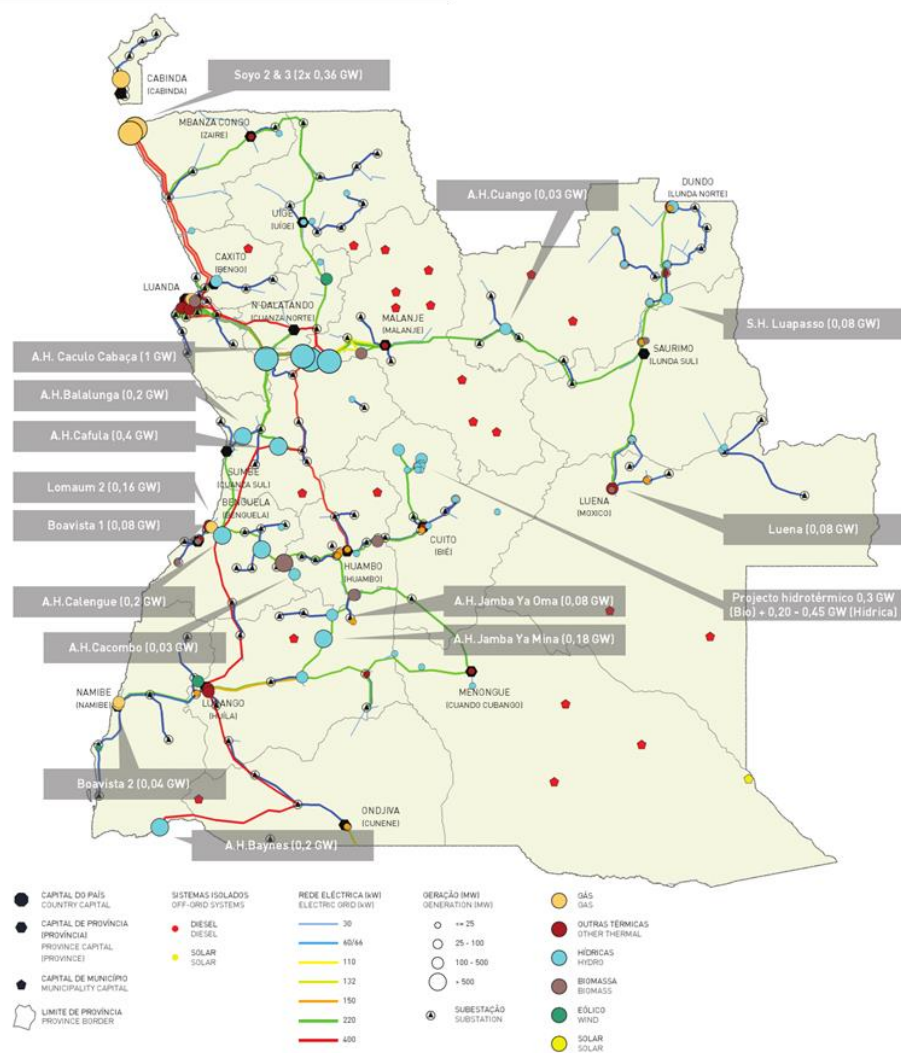 CABINDA
(CABINDA)
Soyo 2 & 3 (2x 0,36 GW)
MBANZA CONGO
(ZAIRE)
A.H.Cuango (0,03 GW)
DUNDO
(LUNDA NORTE)
UÍGE
(UÍGE)
CAXITO
(BENGO)
LUANDA
N'DALATANDO
(CUANZA NORTE)
MALANJE
(MALANJE)
S.H. Luapasso (0,08 GW)
SAURIMO
(LUNDA SUL)
A.H. Caculo Cabaça (1 GW)
A.H.Balalunga (0,2 GW)
A.H.Cafula (0,4 GW)
SUMBE
(CUANZA SUL)
Lomaum 2 (0,16 GW)
BENGUELA
(BENGUELA)
LUENA
(MOXICO)
Boavista 1 (0,08 GW)
Luena (0,08 GW)
CUITO
(BIÉ)
HUAMBO
(HUAMBO)
A.H.Calengue (0,2 GW)
A.H.Jamba Ya Oma (0,08 GW)
Projecto hidrotérmico 0,3 GW
(Bio) + 0,20 - 0,45 GW (Hídrica)
A.H.Cacombo (0,03 GW)
A.H.Jamba Ya Mina (0,18 GW)
NAMIBE
(NAMIBE)
LUBANGO
(HUÍLA)
MENONGUE
(CUANDO CUBANGO)
Boavista 2 (0,04 GW)
ONDJIVA
(CUNENE)
A.H.Baynes (0,2 GW)
CAPITAL DO PAÍS
COUNTRY CAPITAL
CAPITAL DE PROVÍNCIA
(PROVÍNCIA)
PROVINCE CAPITAL
(PROVINCE)
CAPITAL DE MUNICÍPIO
MUNICIPALITY CAPITAL
LIMITE DE PROVÍNCIA
PROVINCE BORDER
SISTEMAS ISOLADOS
OFF-GRID SYSTEMS
DIESEL
DIESEL
SOLAR
SOLAR
REDE ELÉCTRICA (kW)
ELECTRIC GRID (kW)
30
60/66
110
132
150
220
400
GERAÇÃO (MW)
GENERATION (MW)
<= 25
25 - 100
100 - 500
+ 500
SUBESTAÇÃO
SUBSTATION
GÁS
GAS
OUTRAS TÉRMICAS
OTHER THERMAL
HÍDRICAS
HYDRO
BIOMASSA
BIOMASS
EÓLICO
WIND
SOLAR
SOLAR